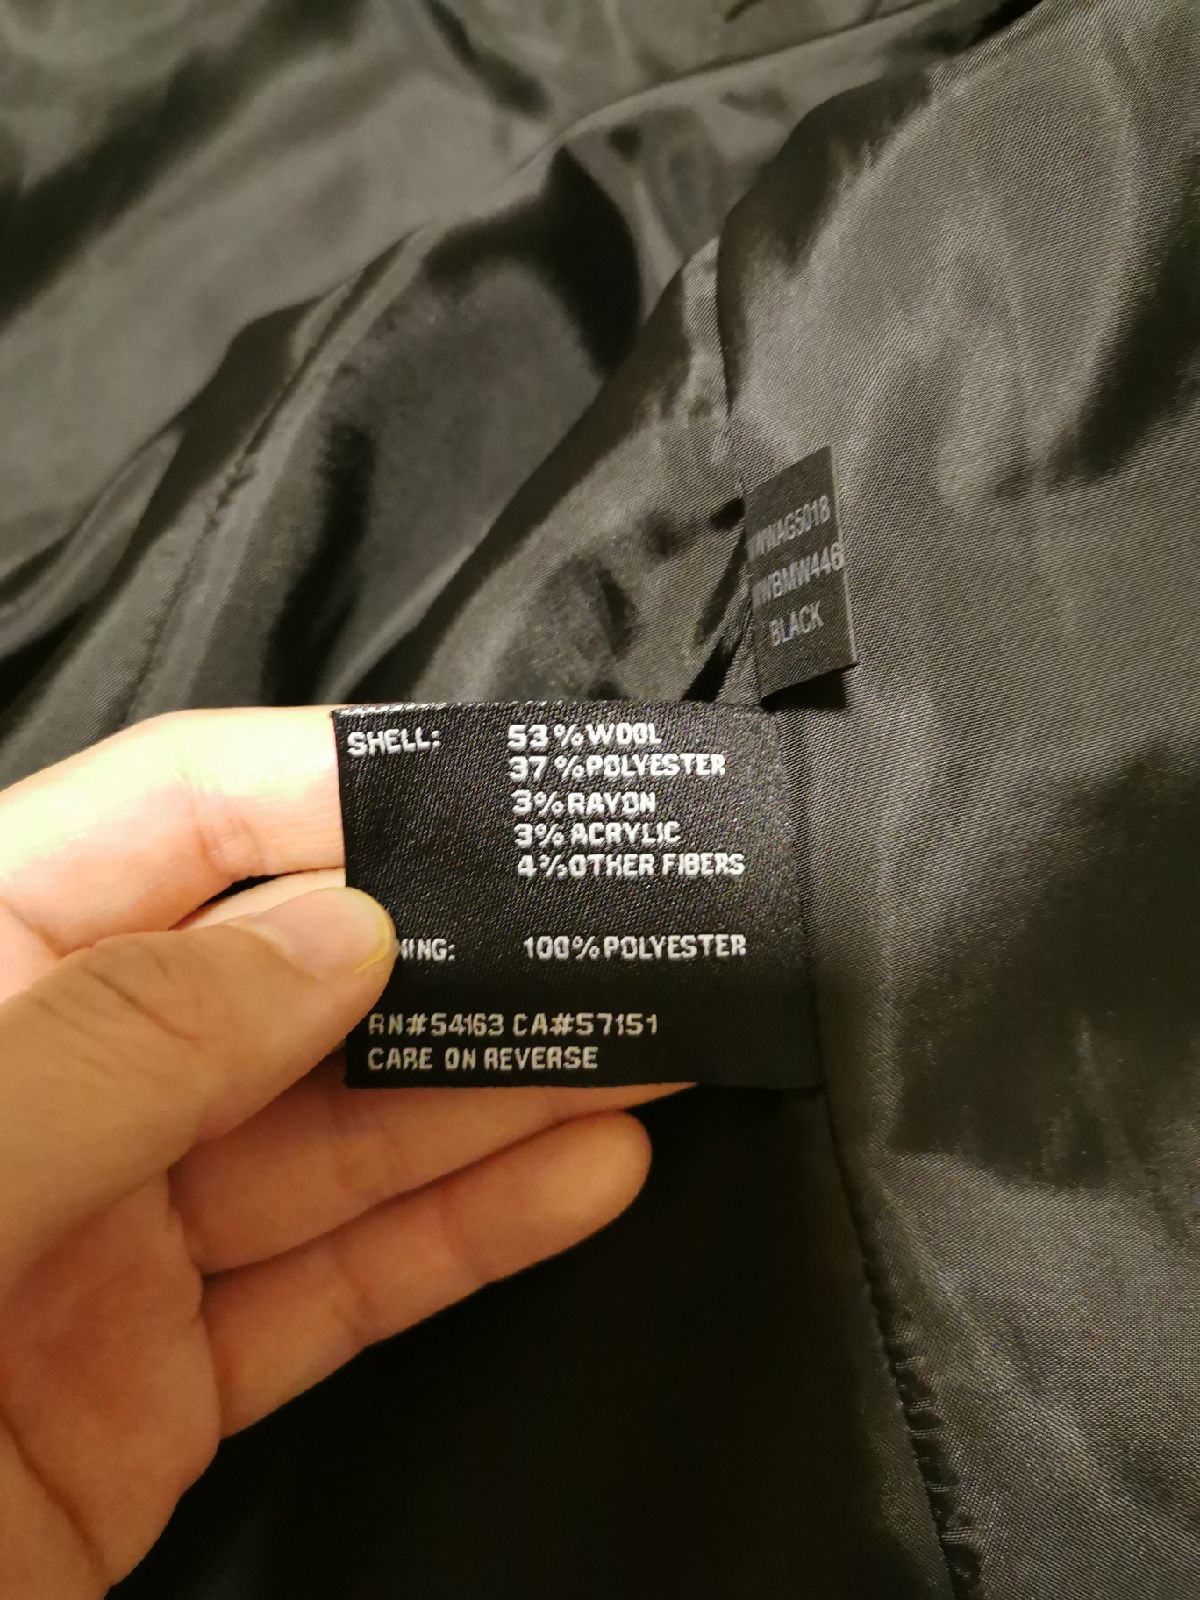 BLACK
SHELL: 53%WOOL
37%POLYESTER
3%RAYON
3%ACRYLIC
4%OTHER FIBERS
100%POLYESTER
RN#54163 CA#57151
CARE ON REVERSE